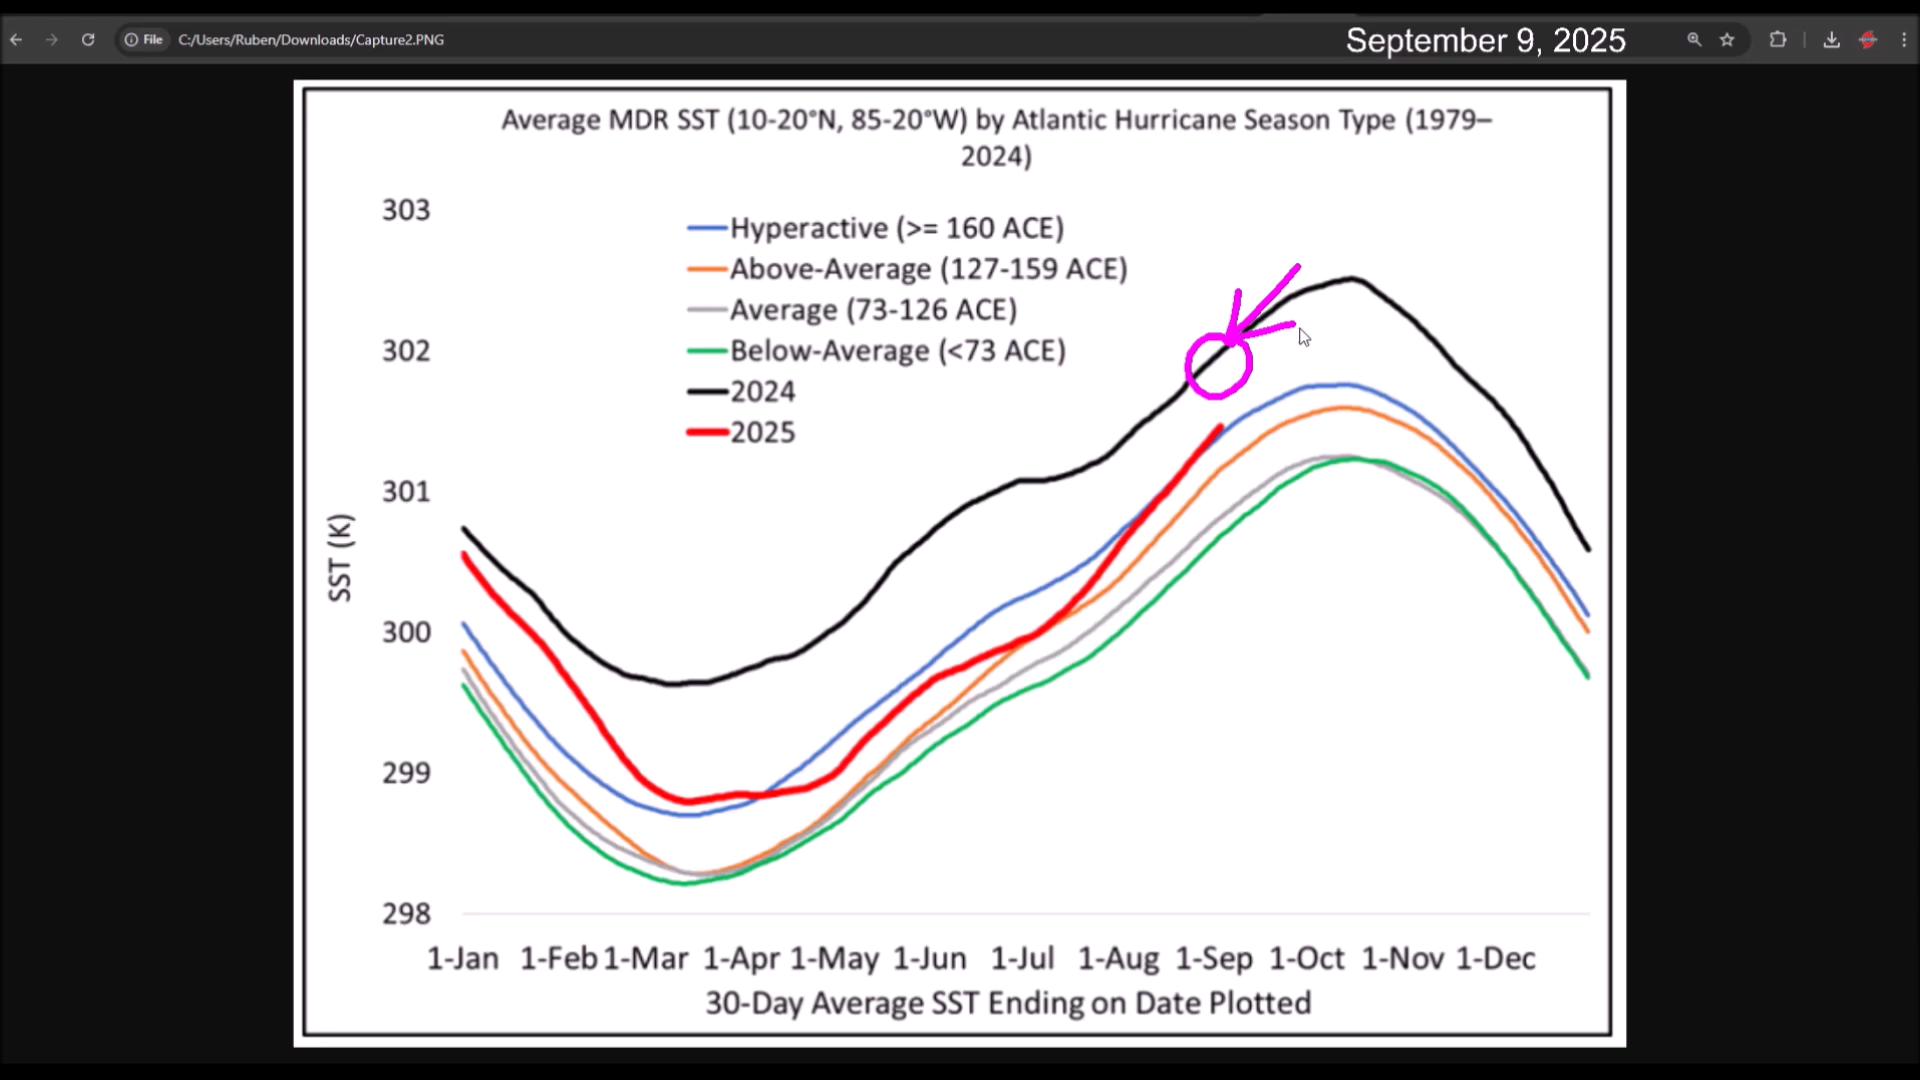 File C:/Users/Ruben/Downloads/Capture2.PNG
September 9, 2025
Average MDR SST (10-20°N, 85-20°W) by Atlantic Hurricane Season Type (1979–
2024)
303
Hyperactive (>= 160 ACE)
Above-Average (127-159 ACE)
Average (73-126 ACE)
302
Below-Average (<73 ACE)
2024
2025
301
SST (K)
300
299
298
1-Jan 1-Feb 1-Mar 1-Apr 1-May 1-Jun 1-Jul 1-Aug 1-Sep 1-Oct 1-Nov 1-Dec
30-Day Average SST Ending on Date Plotted